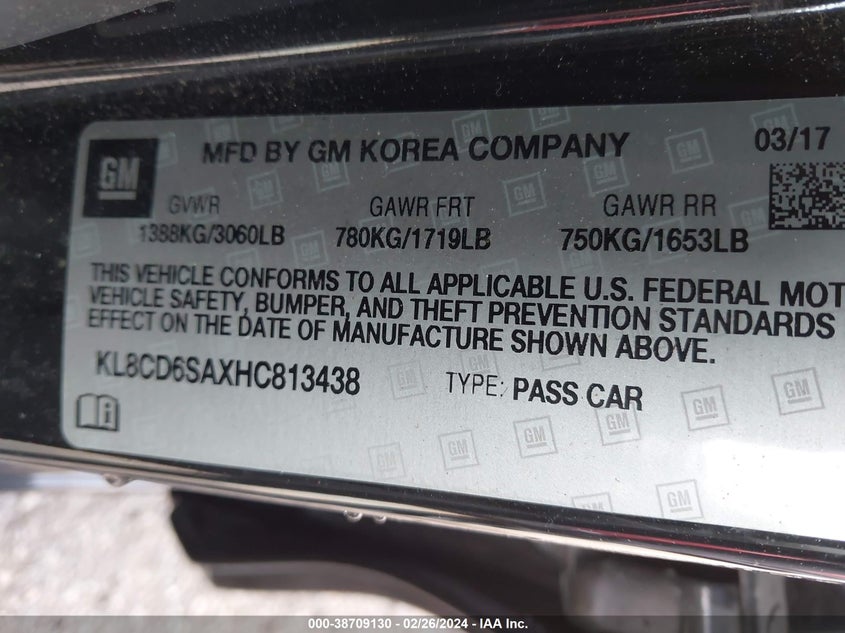 GM MFD BY GM KOREA COMPANY 03/17
GVWR GAWR FRT GAWR RR
1388KG/3060LB 780KG/1719LB 750KG/1653LB
THIS VEHICLE CONFORMS TO ALL APPLICABLE U.S. FEDERAL MOT
VEHICLE SAFETY, BUMPER, AND THEFT PREVENTION STANDARDS
EFFECT ON THE DATE OF MANUFACTURE SHOWN ABOVE.
KL8CD6SAXHC813438 TYPE: PASS CAR
000-38709130 - 02/26/2024 - IAA Inc.